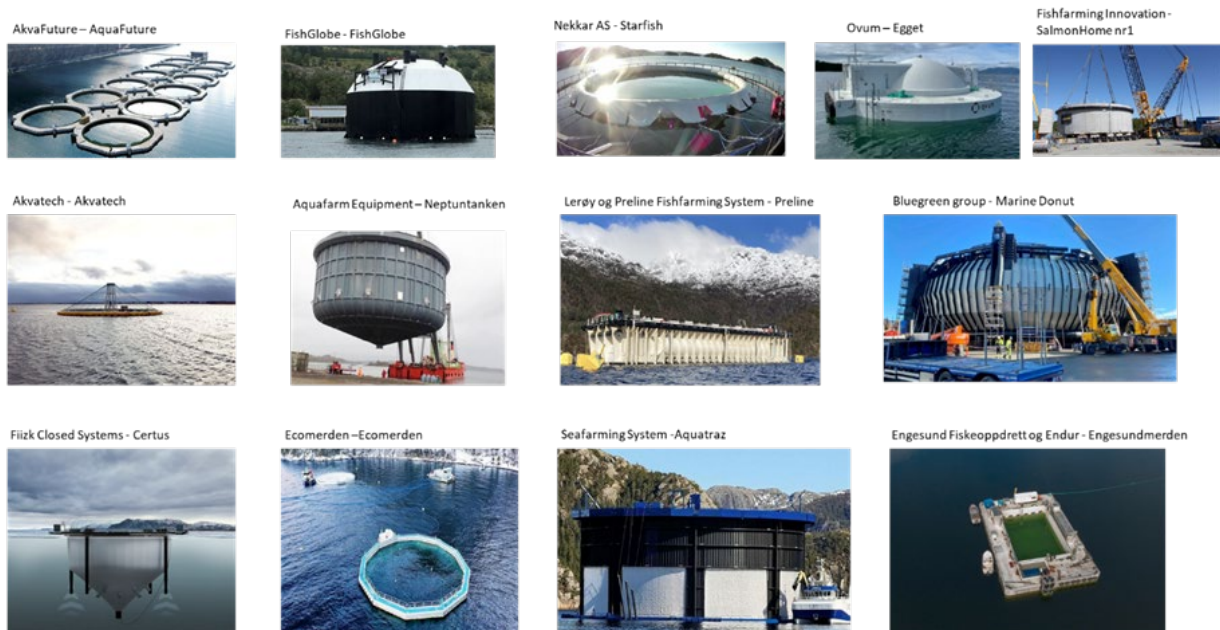 AkvaFuture – AquaFuture
FishGlobe - FishGlobe
Nekkar AS - Starfish
Ovum – Egget
Fishfarming Innovation -
SalmonHome nr1
Akvatech - Akvatech
Aquafarm Equipment – Neptuntanken
Lerøy og Preline Fishfarming System - Preline
Bluegreen group - Marine Donut
Fiizk Closed Systems - Certus
Ecomerden –Ecomerden
Seafarming System -Aquatraz
Engesund Fiskeoppdrett og Endur - Engesundmerden